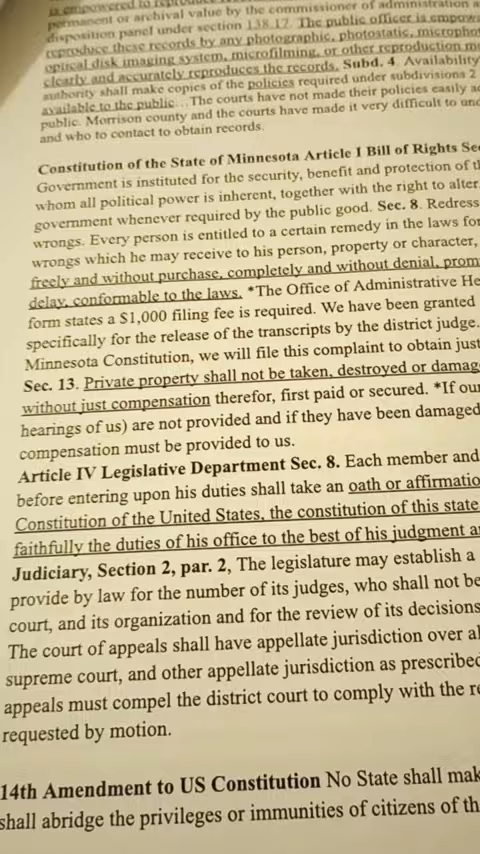 is empowered to reproduce
permanent or archival value by the commissioner of administration a
disposition panel under section 138.17. The public officer is empow
reproduce these records by any photographic, photostatic, microphot
optical disk imaging system, microfilming, or other reproduction me
clearly and accurately reproduces the records. Subd. 4. Availability
authority shall make copies of the policies required under subdivisions 2
available to the public...The courts have not made their policies easily ac
public. Morrison county and the courts have made it very difficult to und
and who to contact to obtain records.
Constitution of the State of Minnesota Article I Bill of Rights Sec
Government is instituted for the security, benefit and protection of th
whom all political power is inherent, together with the right to alter,
government whenever required by the public good. Sec. 8. Redress
wrongs. Every person is entitled to a certain remedy in the laws for
wrongs which he may receive to his person, property or character,
freely and without purchase, completely and without denial, prom
delay, conformable to the laws. *The Office of Administrative He
form states a $1,000 filing fee is required. We have been granted
specifically for the release of the transcripts by the district judge.
Minnesota Constitution, we will file this complaint to obtain just
Sec. 13. Private property shall not be taken, destroyed or damag
without just compensation therefor, first paid or secured. *If our
hearings of us) are not provided and if they have been damaged
compensation must be provided to us.
Article IV Legislative Department Sec. 8. Each member and
before entering upon his duties shall take an oath or affirmatio
Constitution of the United States, the constitution of this state
faithfully the duties of his office to the best of his judgment a
Judiciary, Section 2, par. 2, The legislature may establish a
provide by law for the number of its judges, who shall not be
court, and its organization and for the review of its decisions
The court of appeals shall have appellate jurisdiction over al
supreme court, and other appellate jurisdiction as prescribed
appeals must compel the district court to comply with the re
requested by motion.
14th Amendment to US Constitution No State shall mak
shall abridge the privileges or immunities of citizens of th